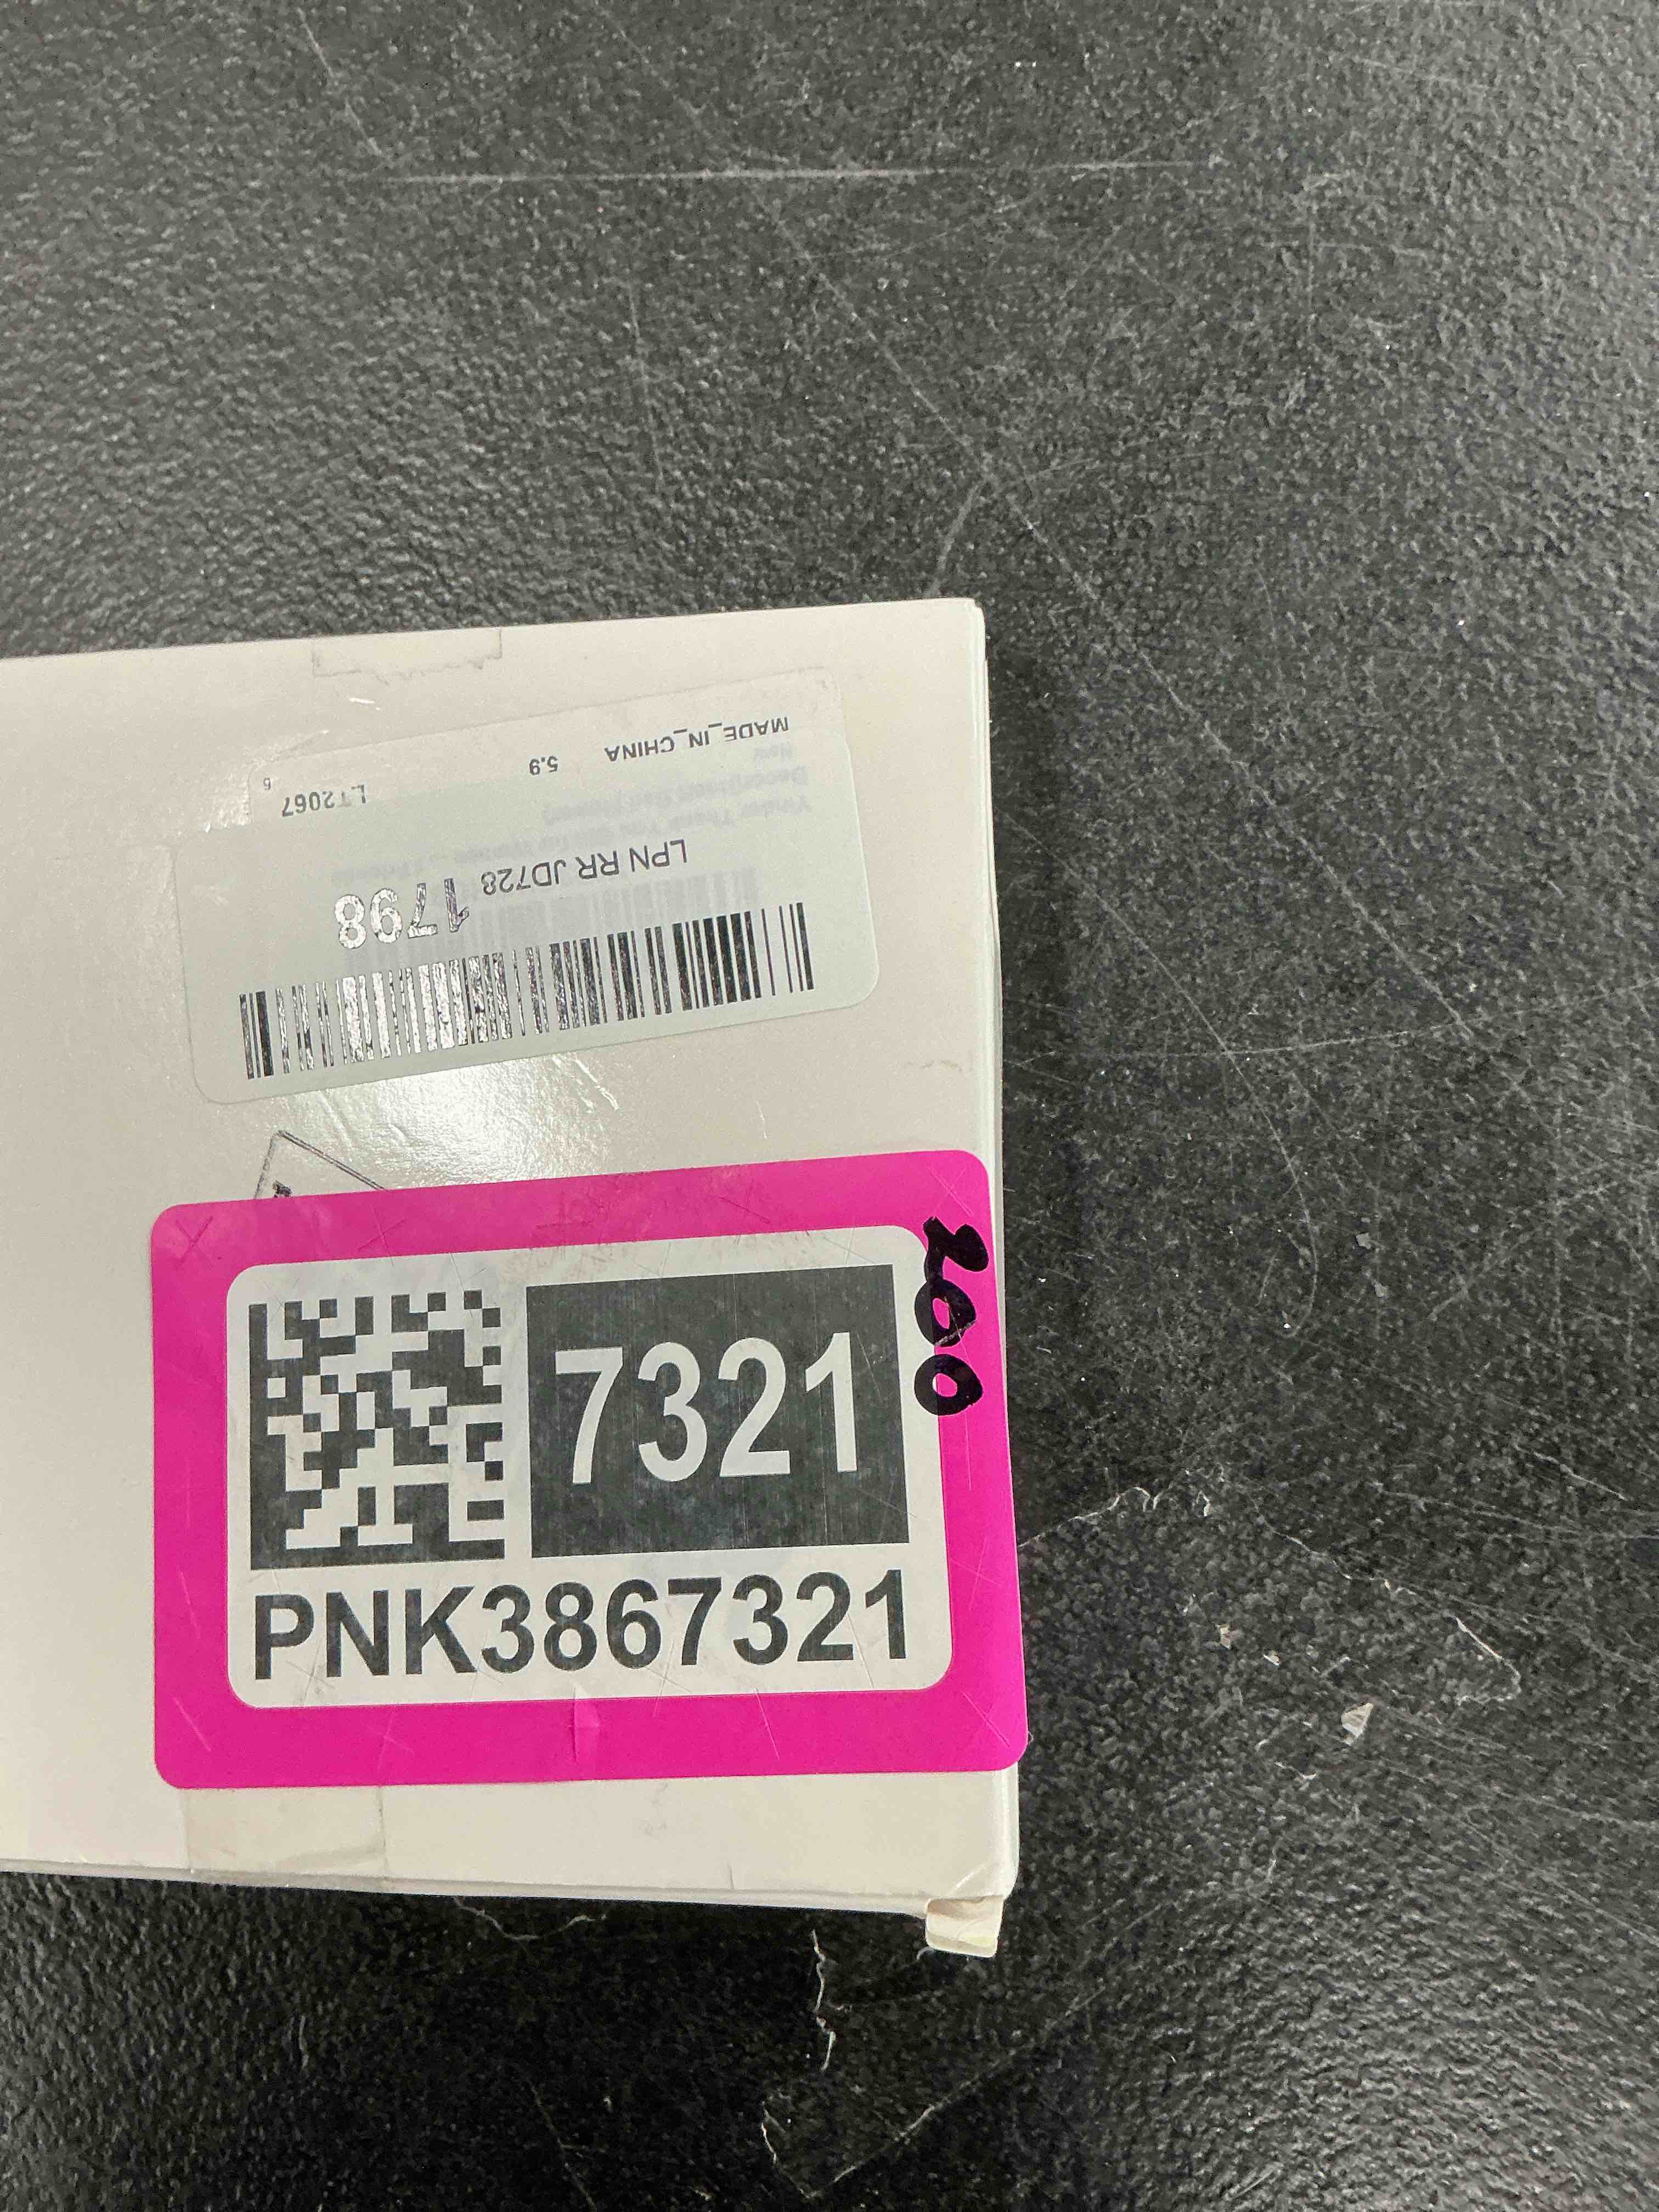 MADE_IN_CHINA 5.9
LT2067
LPN RR JD728 1798
7321
200
PNK3867321